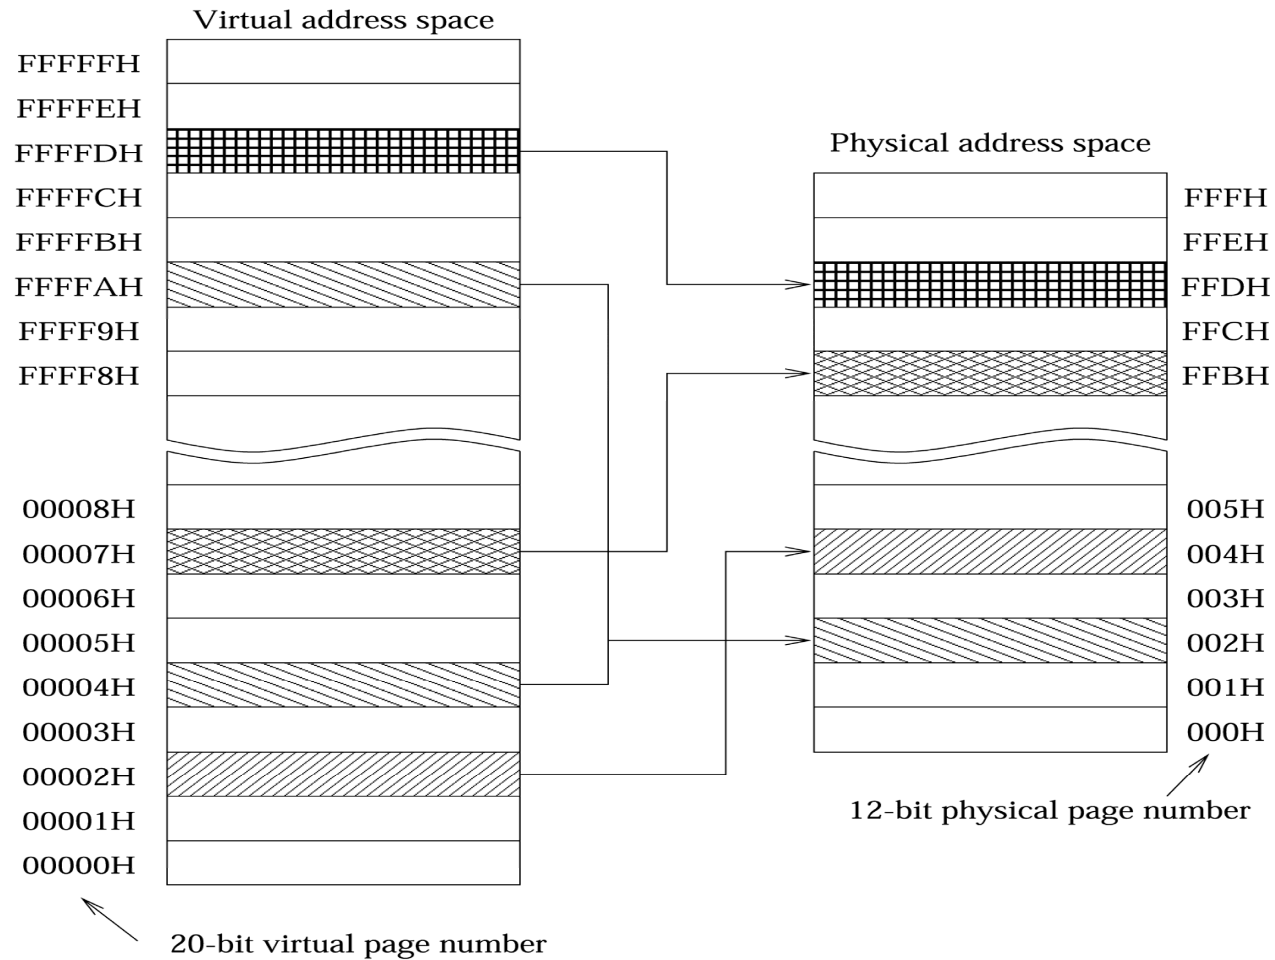 Virtual address space
FFFFFH
FFFFEH
FFFFDH
FFFFCH
FFFFBH
FFFFAH
FFFF9H
FFFF8H
00008H
00007H
00006H
00005H
00004H
00003H
00002H
00001H
00000H
20-bit virtual page number
Physical address space
FFFH
FFEH
FFDH
FFCH
FFBH
005H
004H
003H
002H
001H
000H
12-bit physical page number